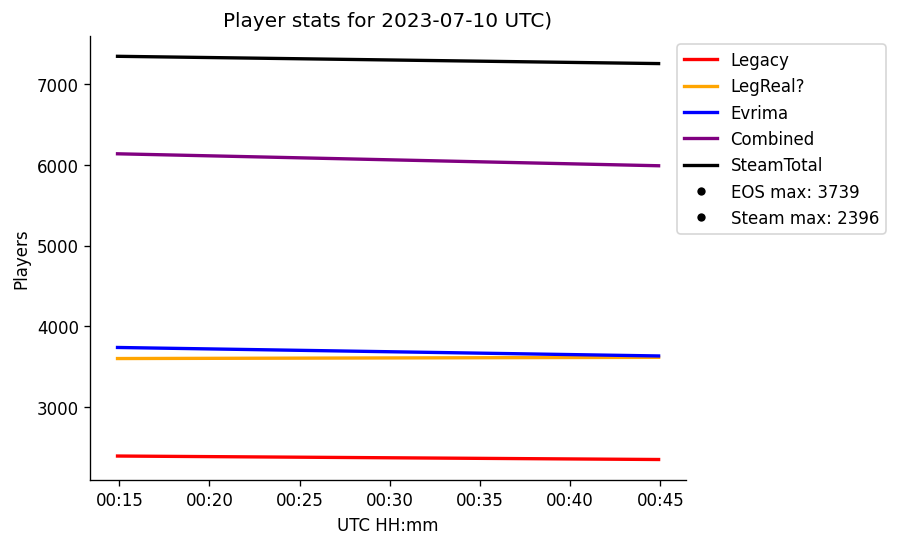 Player stats for 2023-07-10 UTC)
Players
7000
6000
5000
4000
3000
00:15 00:20 00:25 00:30 00:35 00:40 00:45
UTC HH:mm
Legacy
LegReal?
Evrima
Combined
SteamTotal
EOS max: 3739
Steam max: 2396